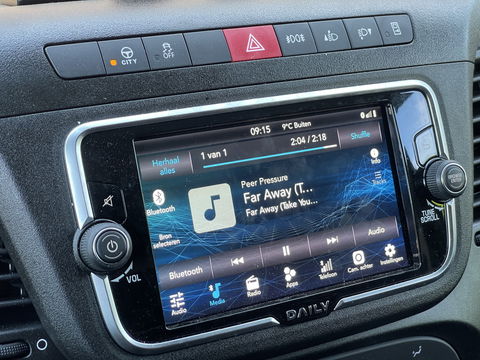 CITY
OFF
09:15 9°C Buiten
Herhaal alles
1 van 1
2:04 / 2:18
Shuffle
Bluetooth
Peer Pressure
Far Away (T...
Far Away (Take You...
Info
Tracks
Bron selecteren
Bluetooth
Audio
Audio
Media
Radio
Apps
Telefoon
Cam. achter
Instellingen
VOL
TUNE
SCROLL
DAILY